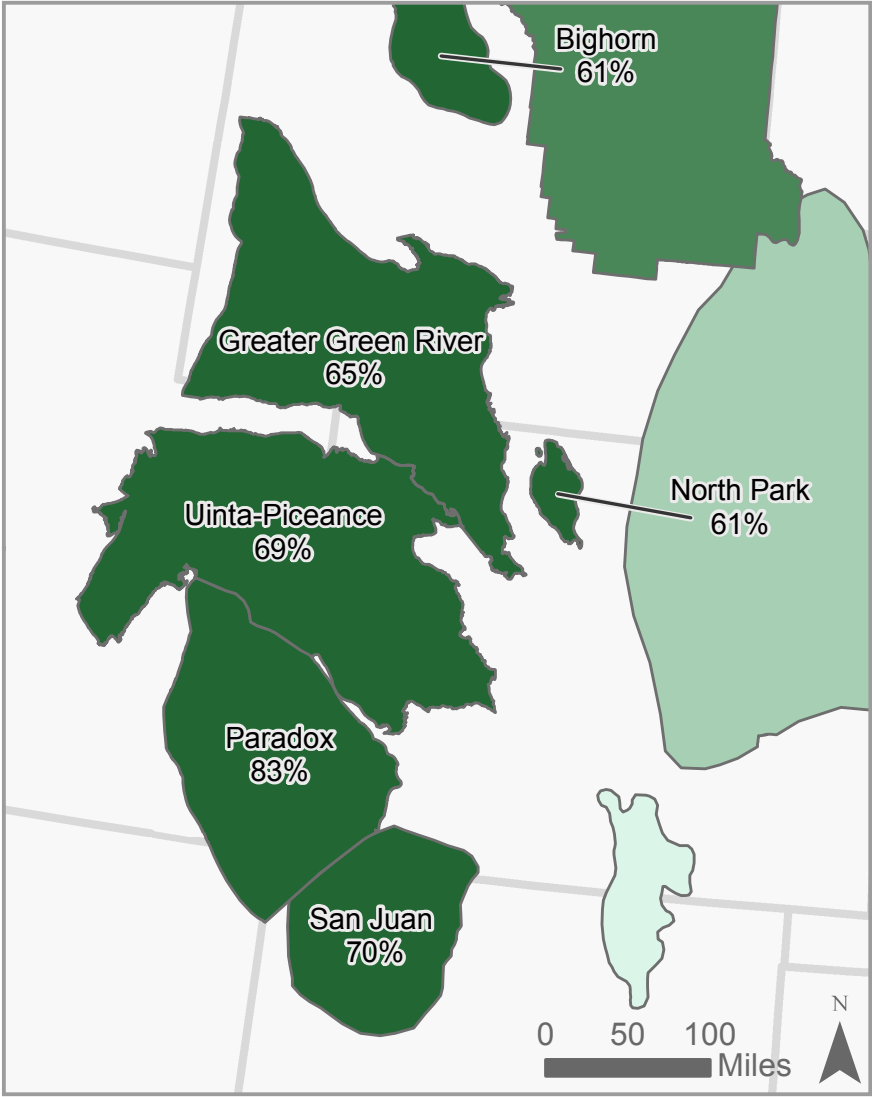 Bighorn
61%
Greater Green River
65%
North Park
61%
Uinta-Piceance
69%
Paradox
83%
San Juan
70%
N
0 50 100
Miles